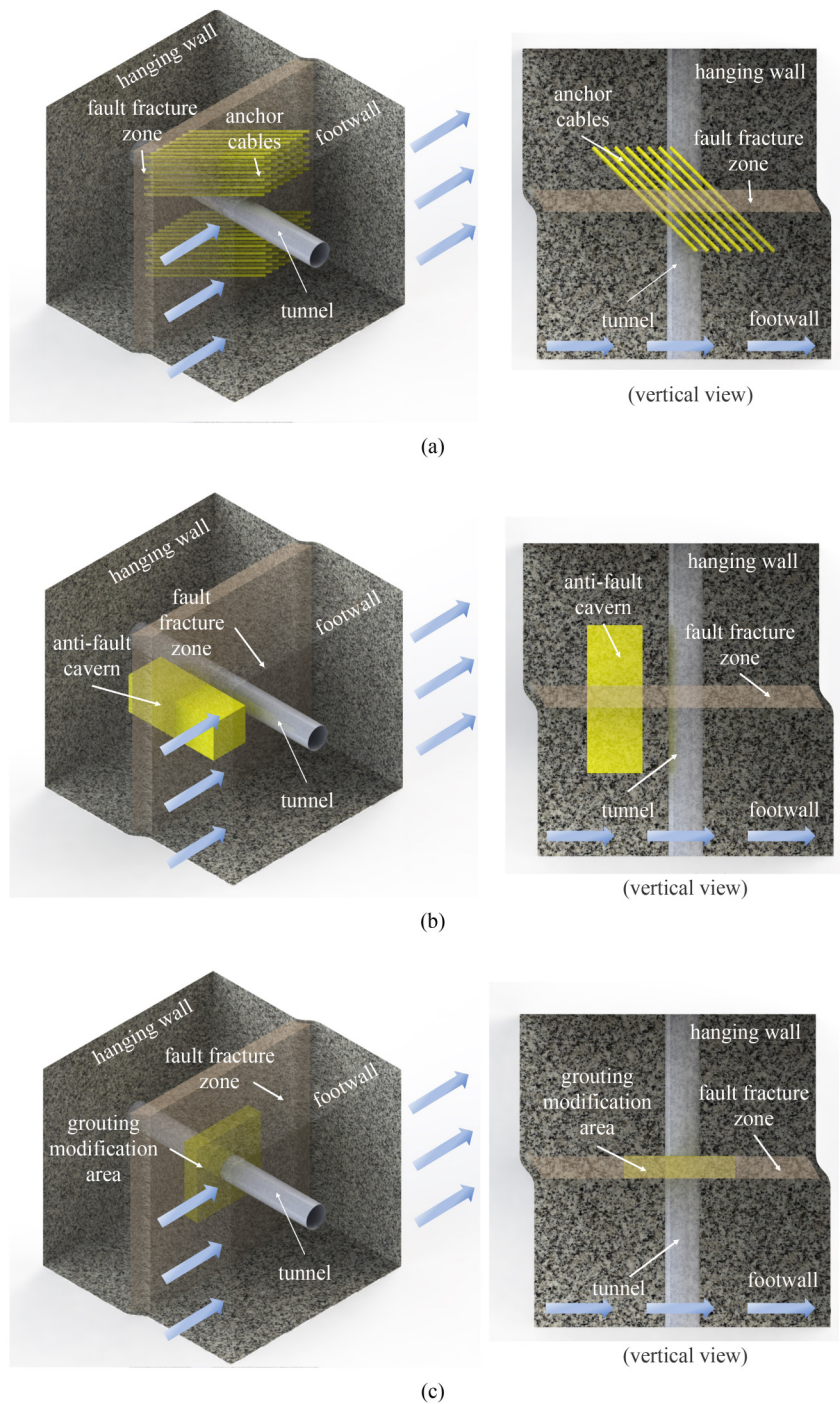 hanging wall
fault fracture
zone
anchor
cables
footwall
tunnel
hanging wall
anchor
cables
fault fracture
zone
tunnel
footwall
(vertical view)
(a)
hanging wall
fault
fracture
zone
footwall
anti-fault
cavern
tunnel
hanging wall
anti-fault
cavern
fault fracture
zone
tunnel
footwall
(vertical view)
(b)
hanging wall
fault fracture
zone
footwall
grouting
modification
area
tunnel
hanging wall
grouting
modification
area
fault fracture
zone
tunnel
footwall
(vertical view)
(c)